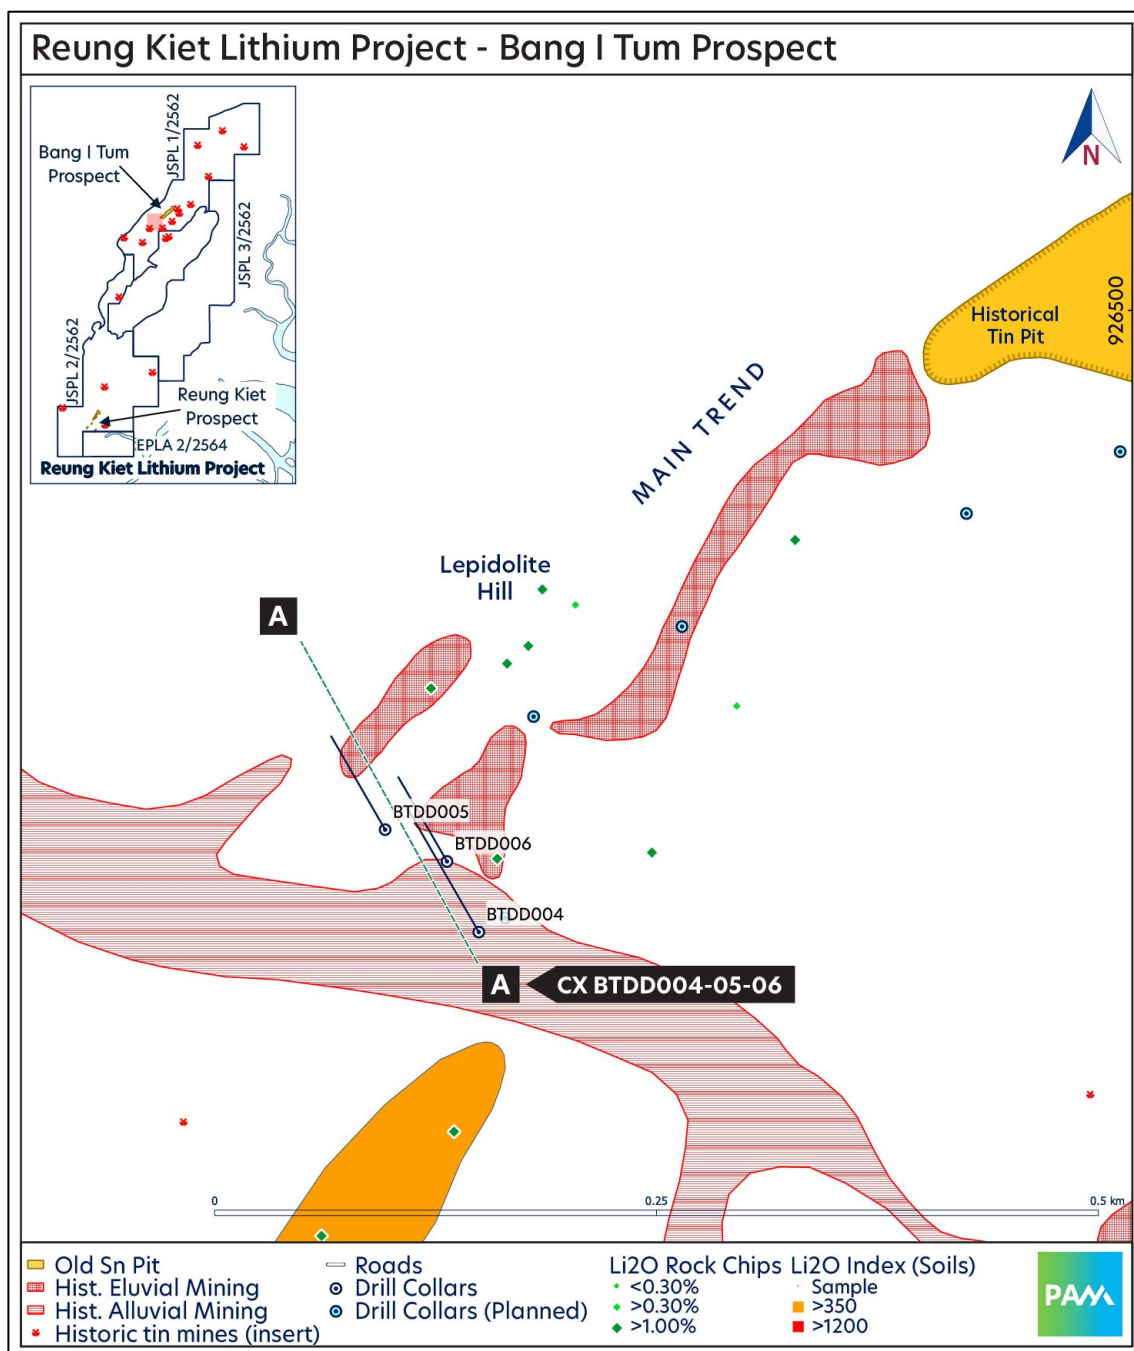 Reung Kiet Lithium Project - Bang I Tum Prospect
JSPL 1/2562
Bang I Tum
Prospect
JSPL 3/2562
JSPL 2/2562
Reung Kiet
Prospect
EPLA 2/2564
Reung Kiet Lithium Project
N
926500
Historical
Tin Pit
MAIN TREND
Lepidolite
Hill
A
BTDD005
BTDD006
BTDD004
A
CX BTDD004-05-06
0
0.25
0.5 km
Old Sn Pit
Hist. Eluvial Mining
Hist. Alluvial Mining
Historic tin mines (insert)
Roads
Drill Collars
Drill Collars (Planned)
Li2O Rock Chips
<0.30%
>0.30%
>1.00%
Li2O Index (Soils)
Sample
>350
>1200
PAM